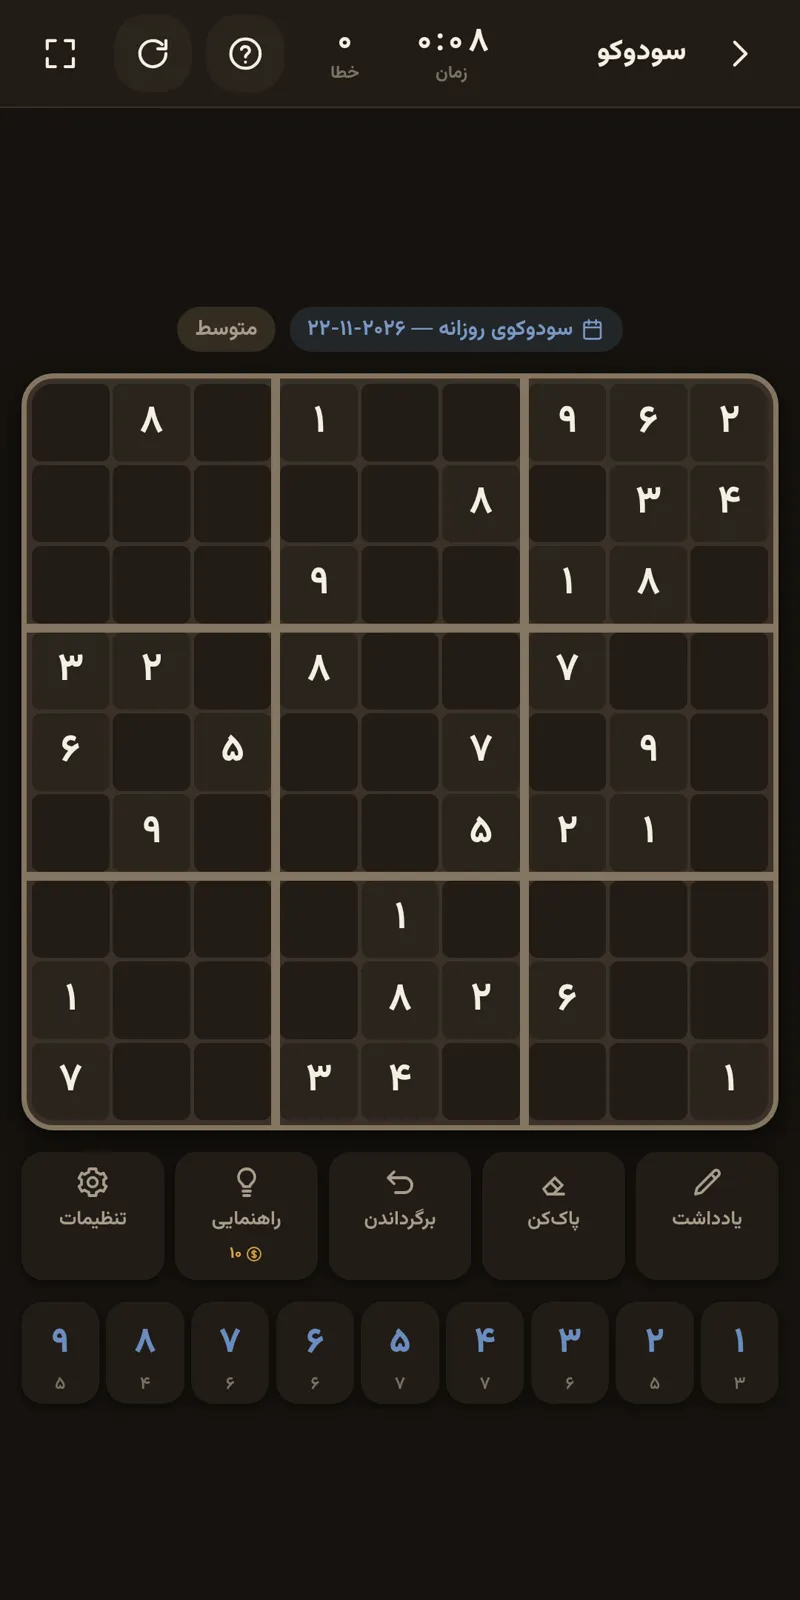 سودوکو
۰:۰۸
زمان
۰
خطا
سودوکوی روزانه — ۲۰۲۶-۱۱-۲۲
متوسط
۸ ۱ ۹ ۶ ۲
۸ ۳ ۴
۹ ۱ ۸
۳ ۲ ۸ ۷
۶ ۵ ۷ ۹
۹ ۵ ۲ ۱
۱
۱ ۸ ۲ ۶
۷ ۳ ۴ ۱
یادداشت
پاک‌کن
برگرداندن
راهنمایی
۱۰
تنظیمات
۹ ۸ ۷ ۶ ۵ ۴ ۳ ۲ ۱
۵ ۴ ۶ ۶ ۷ ۷ ۶ ۵ ۳